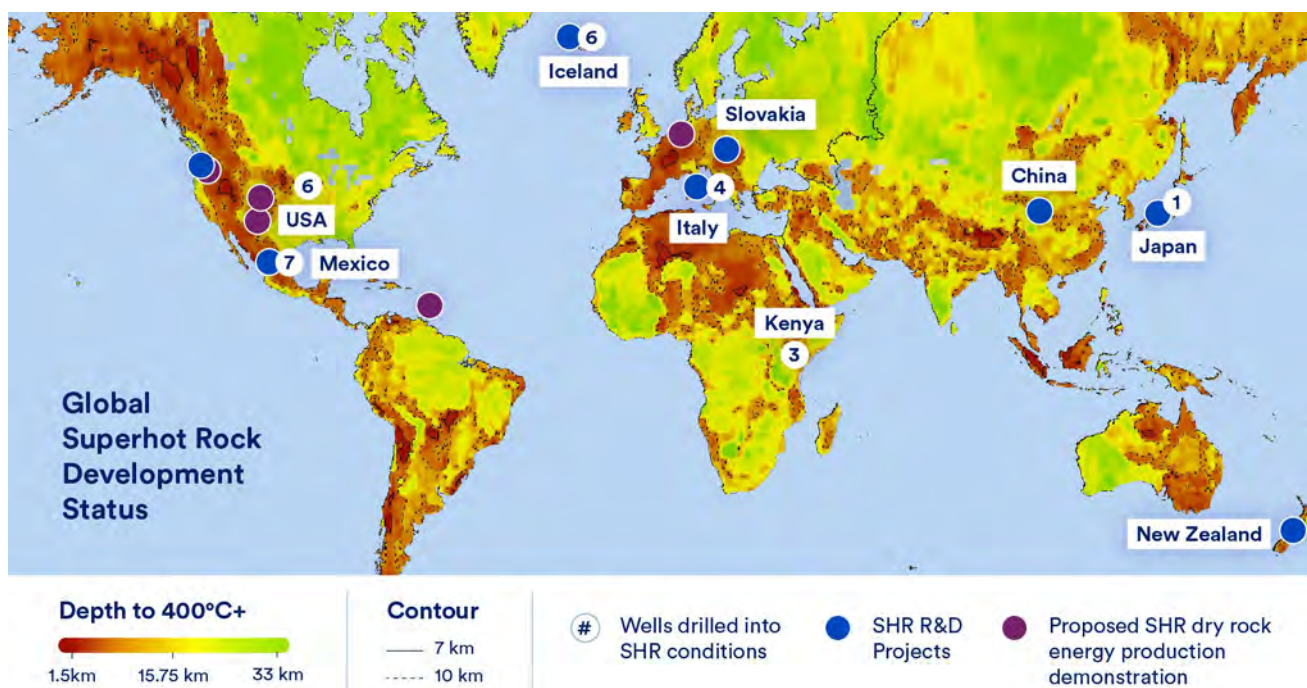 6
Iceland
Slovakia
6
USA
7
Mexico
4
Italy
China
1
Japan
Kenya
3
New Zealand
Global
Superhot Rock
Development
Status
Depth to 400°C+
1.5km 15.75 km 33 km
Contour
7 km
10 km
# Wells drilled into
SHR conditions
SHR R&D
Projects
Proposed SHR dry rock
energy production
demonstration